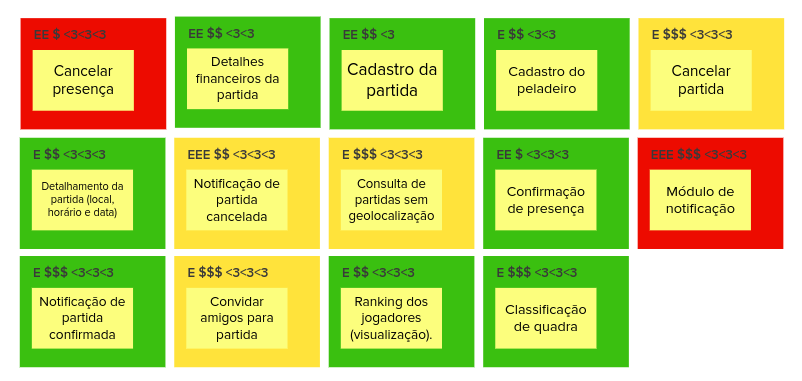 EE $ <3<3<3
Cancelar
presença
EE $$ <3<3
Detalhes
financeiros da
partida
EE $$ <3
Cadastro da
partida
E $$ <3<3
Cadastro do
peladeiro
E $$$ <3<3<3
Cancelar
partida
E $$ <3<3<3
Detalhamento da
partida (local,
horário e data)
EEE $$ <3<3<3
Notificação de
partida
cancelada
E $$$ <3<3<3
Consulta de
partidas sem
geolocalização
EE $ <3<3<3
Confirmação
de presença
EEE $$$ <3<3<3
Módulo de
notificação
E $$$ <3<3<3
Notificação de
partida
confirmada
E $$$ <3<3<3
Convidar
amigos para
partida
E $$ <3<3<3
Ranking dos
jogadores
(visualização).
E $$$ <3<3<3
Classificação
de quadra